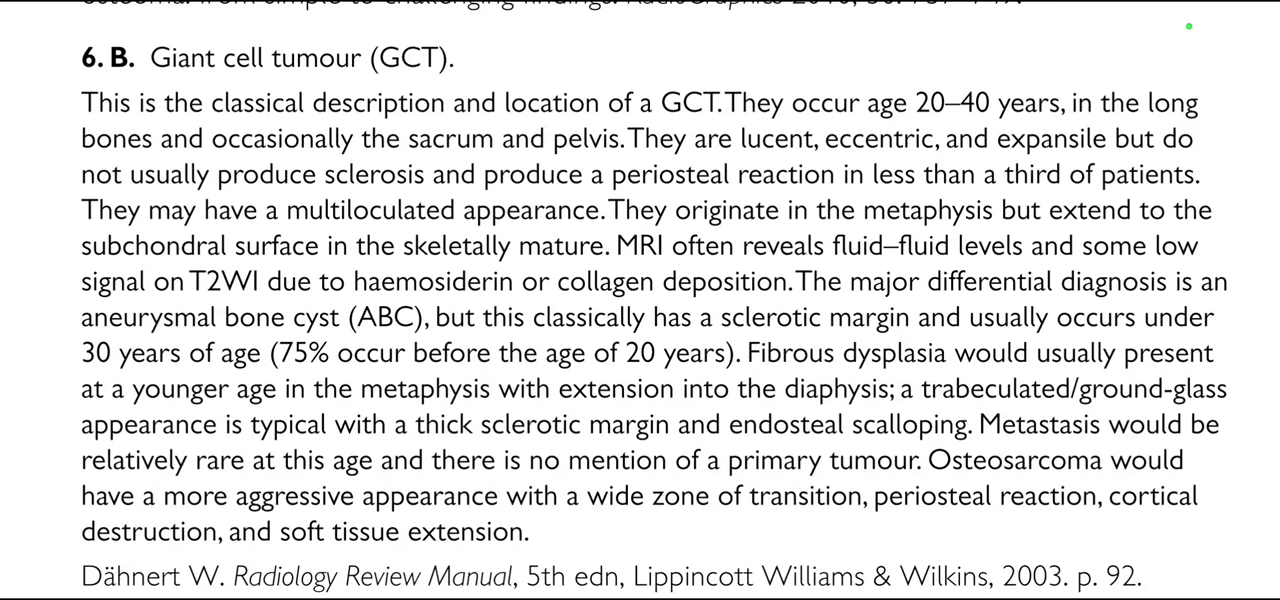 6. B. Giant cell tumour (GCT).
This is the classical description and location of a GCT. They occur age 20–40 years, in the long
bones and occasionally the sacrum and pelvis. They are lucent, eccentric, and expansile but do
not usually produce sclerosis and produce a periosteal reaction in less than a third of patients.
They may have a multiloculated appearance. They originate in the metaphysis but extend to the
subchondral surface in the skeletally mature. MRI often reveals fluid–fluid levels and some low
signal on T2WI due to haemosiderin or collagen deposition. The major differential diagnosis is an
aneurysmal bone cyst (ABC), but this classically has a sclerotic margin and usually occurs under
30 years of age (75% occur before the age of 20 years). Fibrous dysplasia would usually present
at a younger age in the metaphysis with extension into the diaphysis; a trabeculated/ground-glass
appearance is typical with a thick sclerotic margin and endosteal scalloping. Metastasis would be
relatively rare at this age and there is no mention of a primary tumour. Osteosarcoma would
have a more aggressive appearance with a wide zone of transition, periosteal reaction, cortical
destruction, and soft tissue extension.
Dähnert W. Radiology Review Manual, 5th edn, Lippincott Williams & Wilkins, 2003. p. 92.